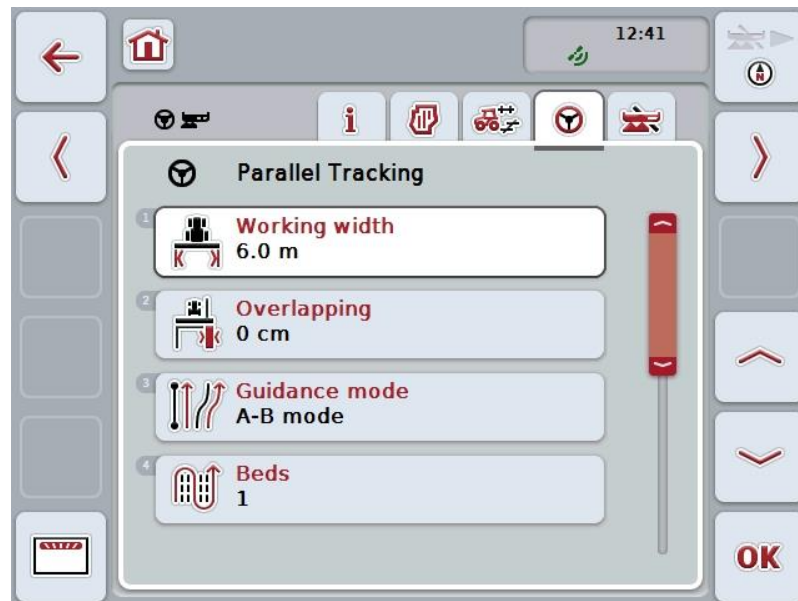 12:41
N
i
Parallel Tracking
1
Working width
6.0 m
2
Overlapping
0 cm
3
Guidance mode
A-B mode
4
Beds
1
OK